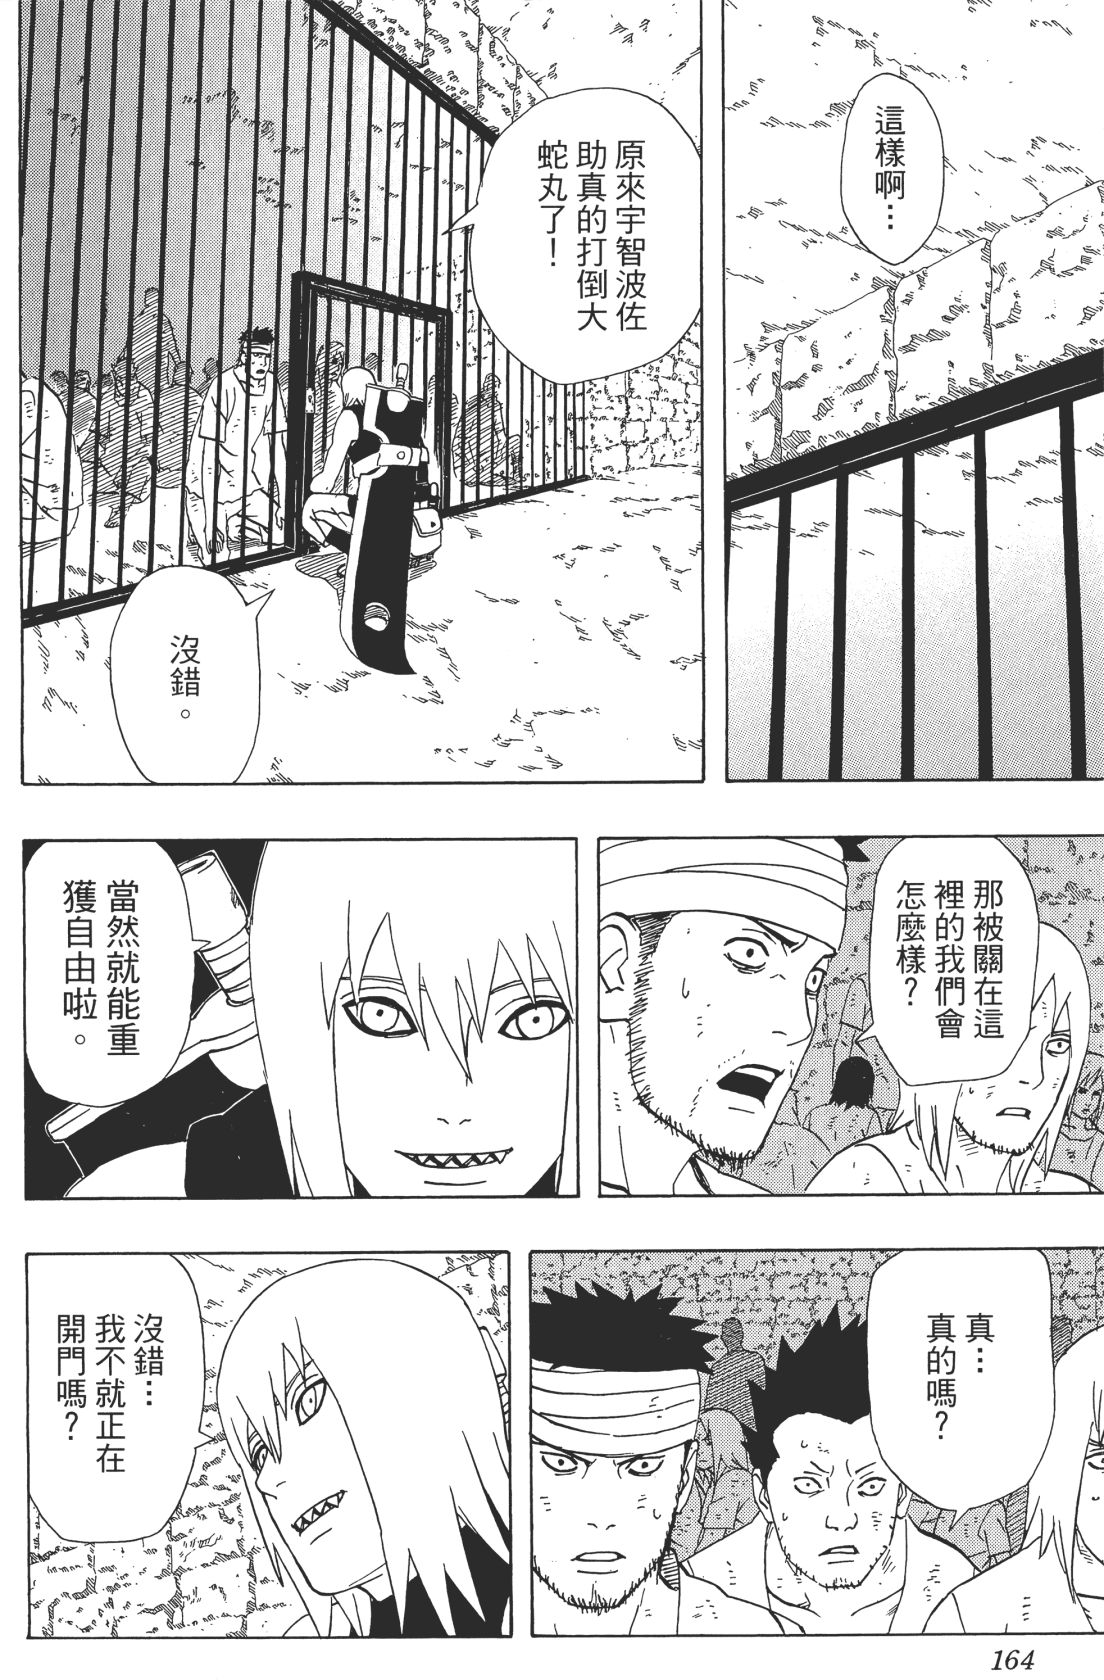 這樣啊…
原來宇智波佐
助真的打倒大
蛇丸了！
沒錯。
那被關在這
裡的我們會
怎麼樣？
當然就能重
獲自由啦。
真…
真的嗎？
沒錯…
我不就正在
開門嗎？
164